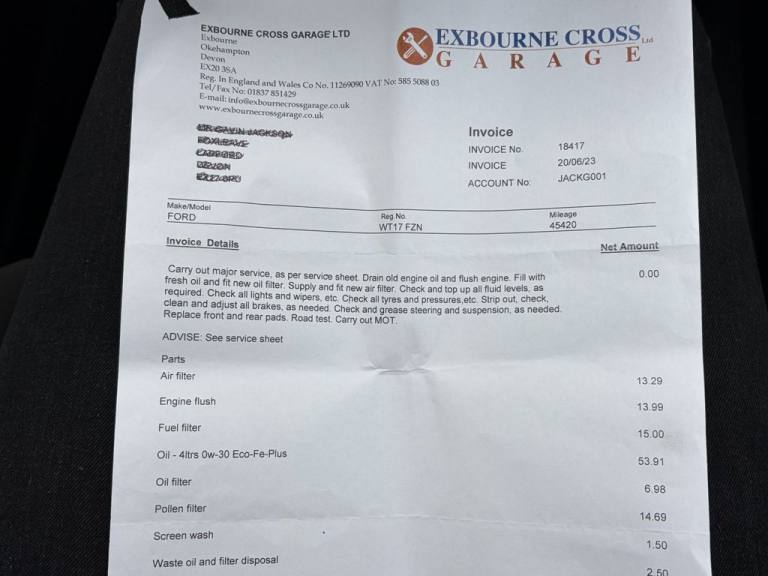 EXBOURNE CROSS GARAGE LTD
Exbourne
Okehampton
Devon
EX20 3SA
Reg. In England and Wales Co No. 11269090 VAT No: 585 5088 03
Tel/Fax No: 01837 851429
E-mail: info@exbournecrossgarage.co.uk
www.exbournecrossgarage.co.uk
EXBOURNE CROSS Ltd
GARAGE
Invoice
INVOICE No. 18417
INVOICE 20/06/23
ACCOUNT No: JACKG001
Make/Model Reg No. Mileage
FORD WT17 FZN 45420
Invoice Details Net Amount
Carry out major service, as per service sheet. Drain old engine oil and flush engine. Fill with 0.00
fresh oil and fit new oil filter. Supply and fit new air filter. Check and top up all fluid levels, as
required. Check all lights and wipers, etc. Check all tyres and pressures,etc. Strip out, check,
clean and adjust all brakes, as needed. Check and grease steering and suspension, as needed.
Replace front and rear pads. Road test. Carry out MOT.
ADVISE: See service sheet
Parts
Air filter 13.29
Engine flush 13.99
Fuel filter 15.00
Oil - 4ltrs 0w-30 Eco-Fe-Plus 53.91
Oil filter 6.98
Pollen filter 14.69
Screen wash 1.50
Waste oil and filter disposal 2.50